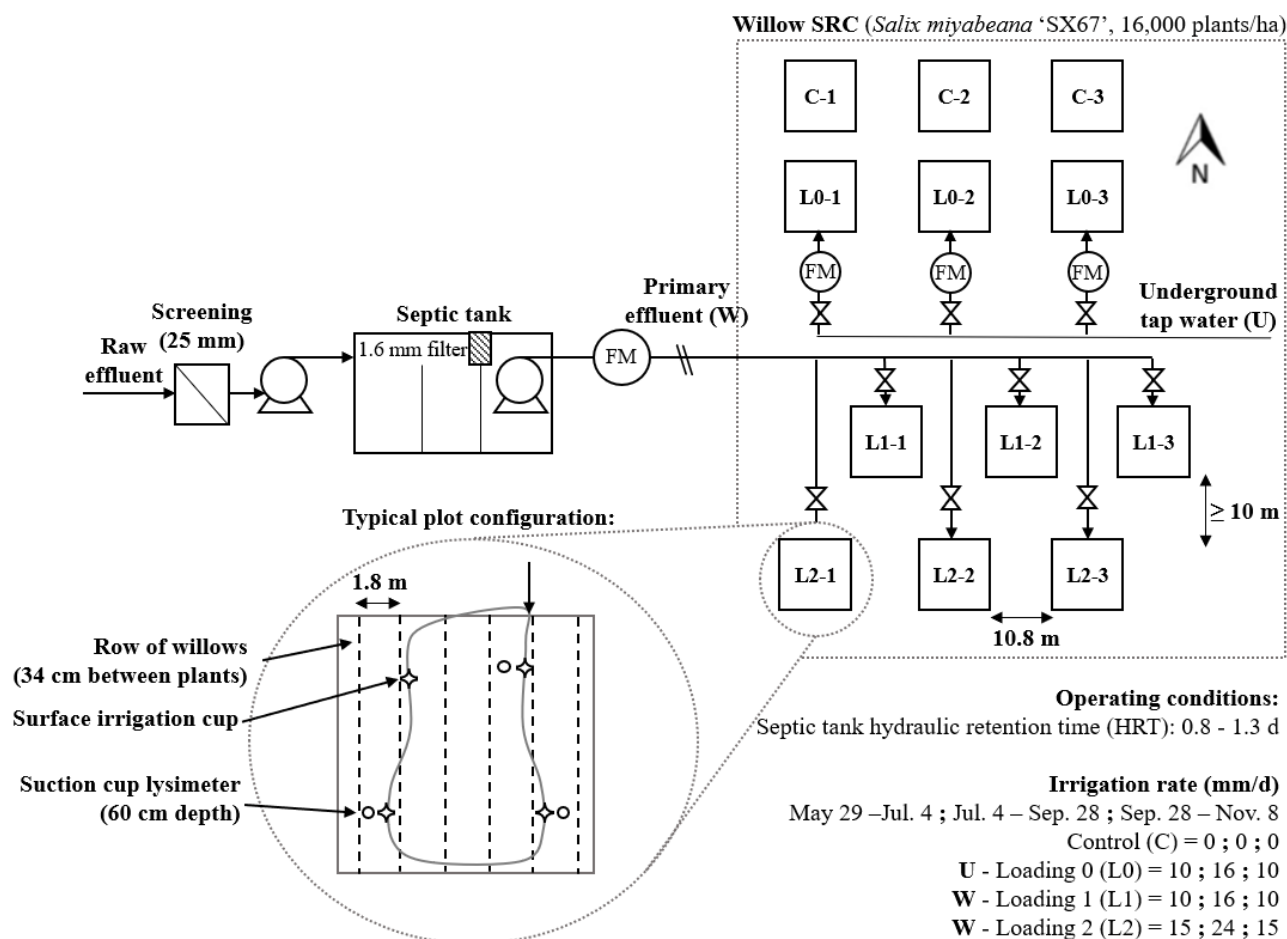 Willow SRC (Salix miyabeana ‘SX67’, 16,000 plants/ha)
C-1
C-2
C-3
N
L0-1
L0-2
L0-3
FM
FM
FM
Underground
tap water (U)
Primary
effluent (W)
Septic tank
Screening
(25 mm)
Raw
effluent
1.6 mm filter
FM
L1-1
L1-2
L1-3
≥ 10 m
L2-1
L2-2
L2-3
10.8 m
Typical plot configuration:
1.8 m
Row of willows
(34 cm between plants)
Surface irrigation cup
Suction cup lysimeter
(60 cm depth)
Operating conditions:
Septic tank hydraulic retention time (HRT): 0.8 - 1.3 d
Irrigation rate (mm/d)
May 29 –Jul. 4 ; Jul. 4 – Sep. 28 ; Sep. 28 – Nov. 8
Control (C) = 0 ; 0 ; 0
U - Loading 0 (L0) = 10 ; 16 ; 10
W - Loading 1 (L1) = 10 ; 16 ; 10
W - Loading 2 (L2) = 15 ; 24 ; 15